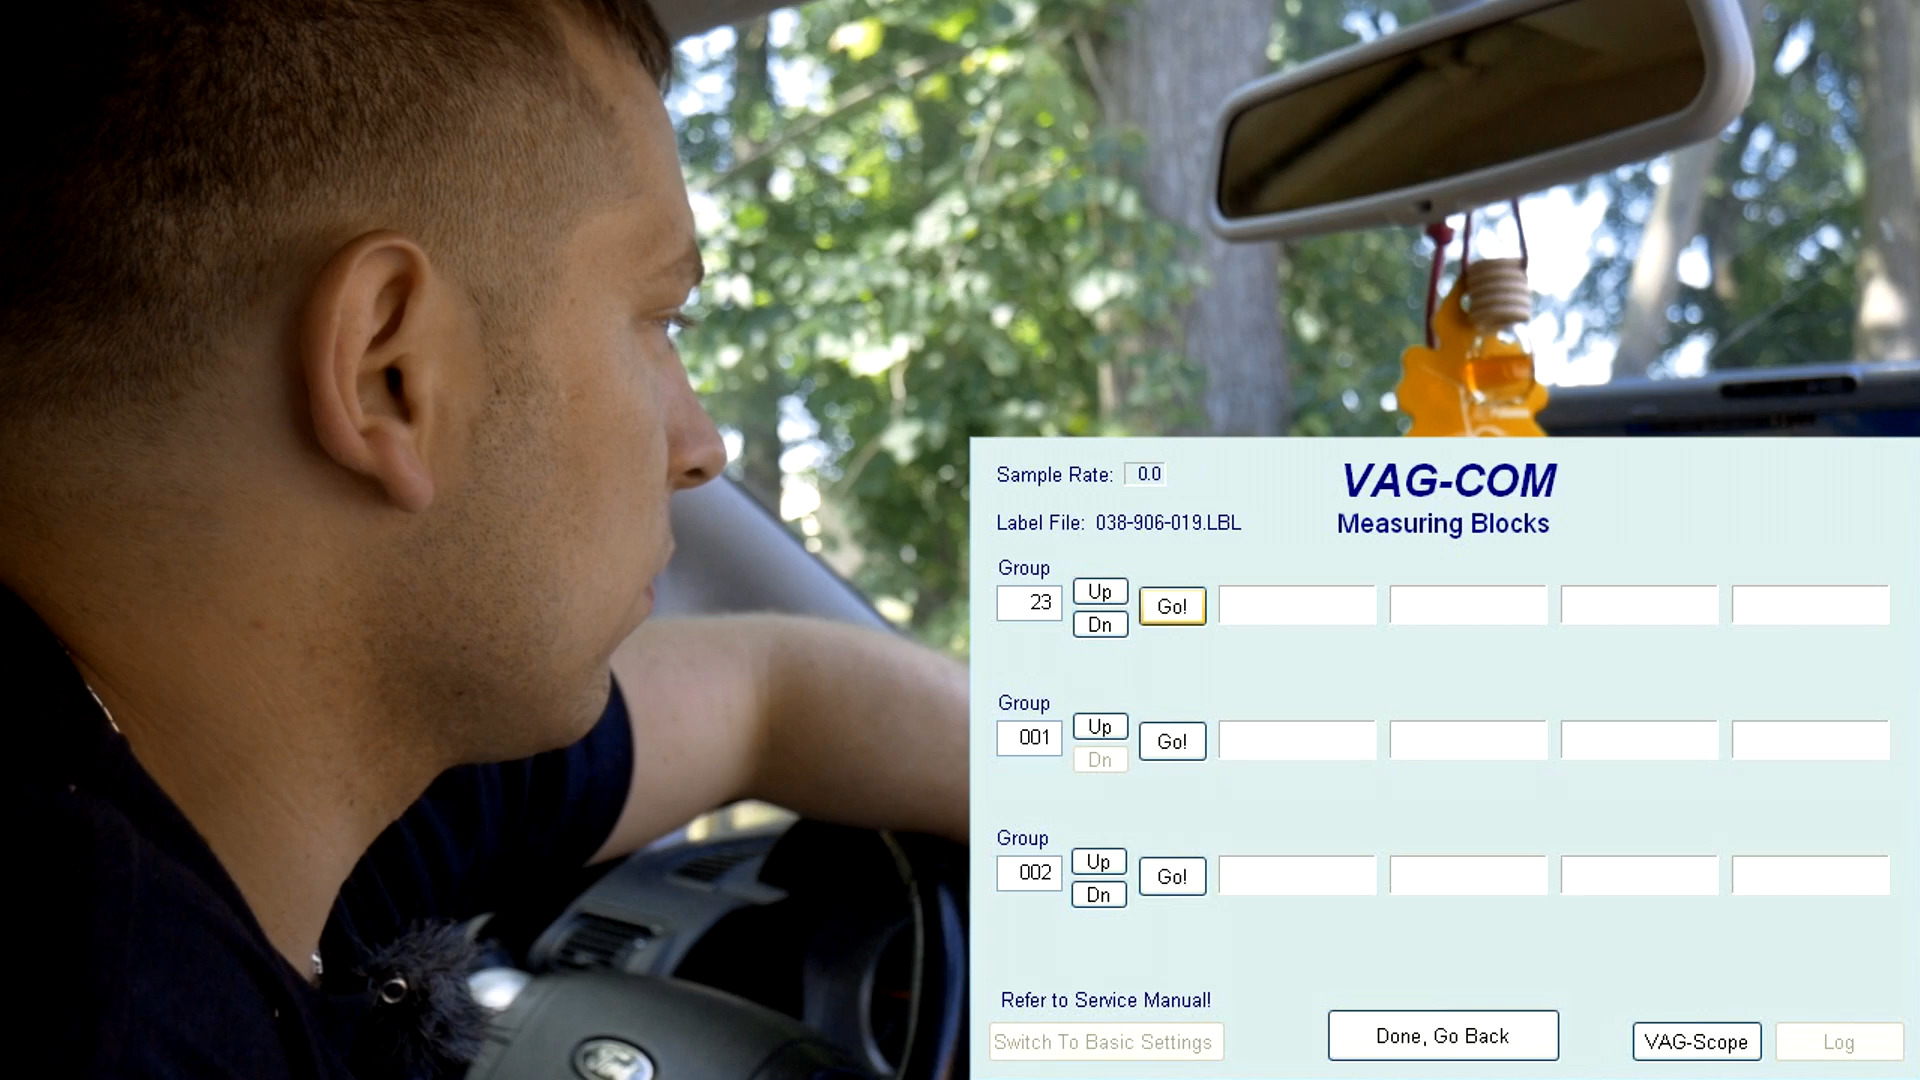 Sample Rate: 0.0
VAG-COM
Label File: 038-906-019.LBL
Measuring Blocks
Group
23
Up
Dn
Go!
Group
001
Up
Dn
Go!
Group
002
Up
Dn
Go!
Refer to Service Manual!
Switch To Basic Settings
Done, Go Back
VAG-Scope
Log